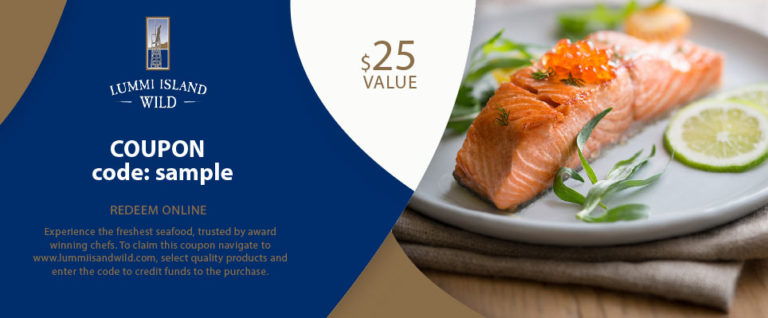 LUMMI ISLAND
WILD
COUPON
code: sample
REDEEM ONLINE
Experience the freshest seafood, trusted by award
winning chefs. To claim this coupon navigate to
www.lummiisandwild.com, select quality products and
enter the code to credit funds to the purchase.
$25
VALUE